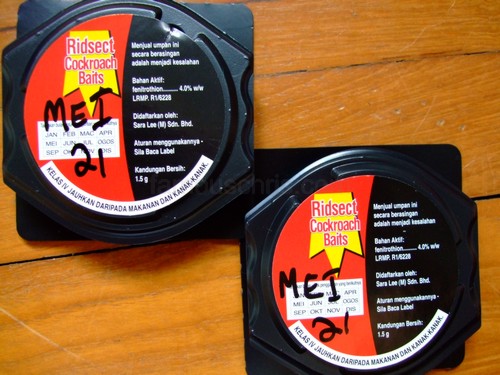 Ridsect
Cockroach
Baits
MEI
JAN FEB MAC APR
MEI JUN JUL OGOS
SEP OKT NOV DIS
21
Menjual umpan ini
secara berasingan
adalah menjadi kesalahan
Bahan Aktif:
fenitrothion......... 4.0% w/w
LRMP. R1/6228
Didaftarkan oleh:
Sara Lee (M) Sdn. Bhd.
Aturan menggunakannya -
Sila Baca Label
Kandungan Bersih:
1.5 g
KELAS IV JAUHKAN DARIPADA MAKANAN DAN KANAK-KANAK.
Ridsect
Cockroach
Baits
MEI
MAC APR
MEI JUN OGOS
SEP OKT NOV DIS
21
Menjual umpan ini
secara berasingan
adalah menjadi kesalahan
Bahan Aktif:
fenitrothion......... 4.0% w/w
LRMP. R1/6228
Didaftarkan oleh:
Sara Lee (M) Sdn. Bhd.
Aturan menggunakannya -
Sila Baca Label
Kandungan Bersih:
1.5 g
KELAS IV JAUHKAN DARIPADA MAKANAN DAN KANAK-KANAK.